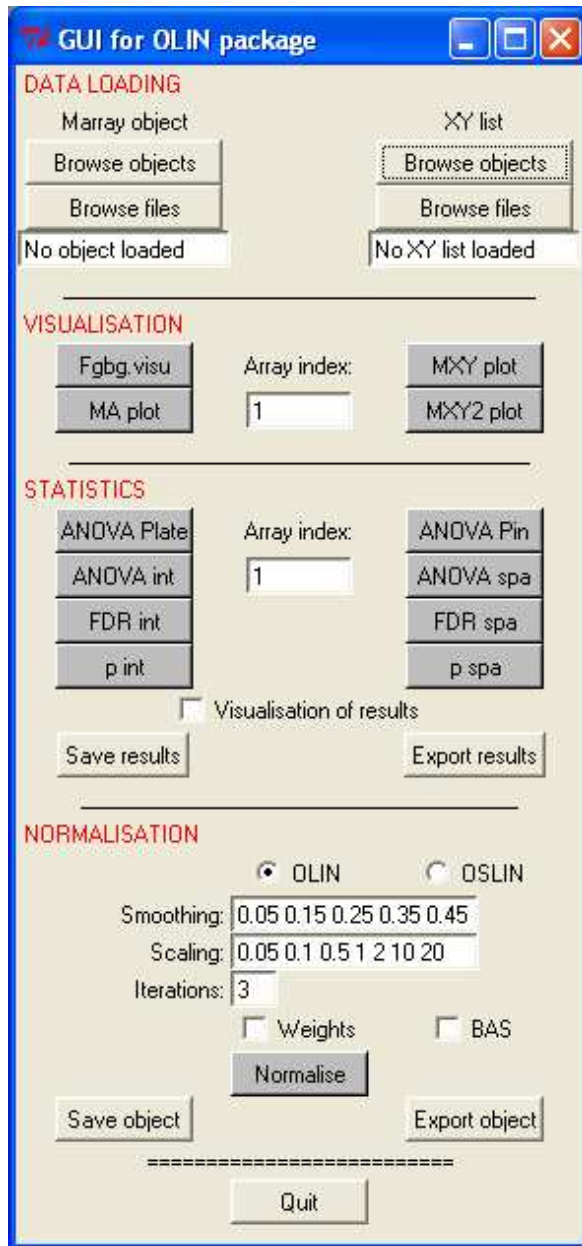 GUI for OLIN package
DATA LOADING
Marray object XY list
Browse objects Browse objects
Browse files Browse files
No object loaded No XY list loaded
VISUALISATION
Fgbg.visu Array index: MXY plot
MA plot 1 MXY2 plot
STATISTICS
ANOVA Plate Array index: ANOVA Pin
ANOVA int 1 ANOVA spa
FDR int FDR spa
p int p spa
Visualisation of results
Save results Export results
NORMALISATION
OLIN OSLIN
Smoothing: 0.05 0.15 0.25 0.35 0.45
Scaling: 0.05 0.1 0.5 1 2 10 20
Iterations: 3
Weights BAS
Normalise
Save object Export object
==========================
Quit